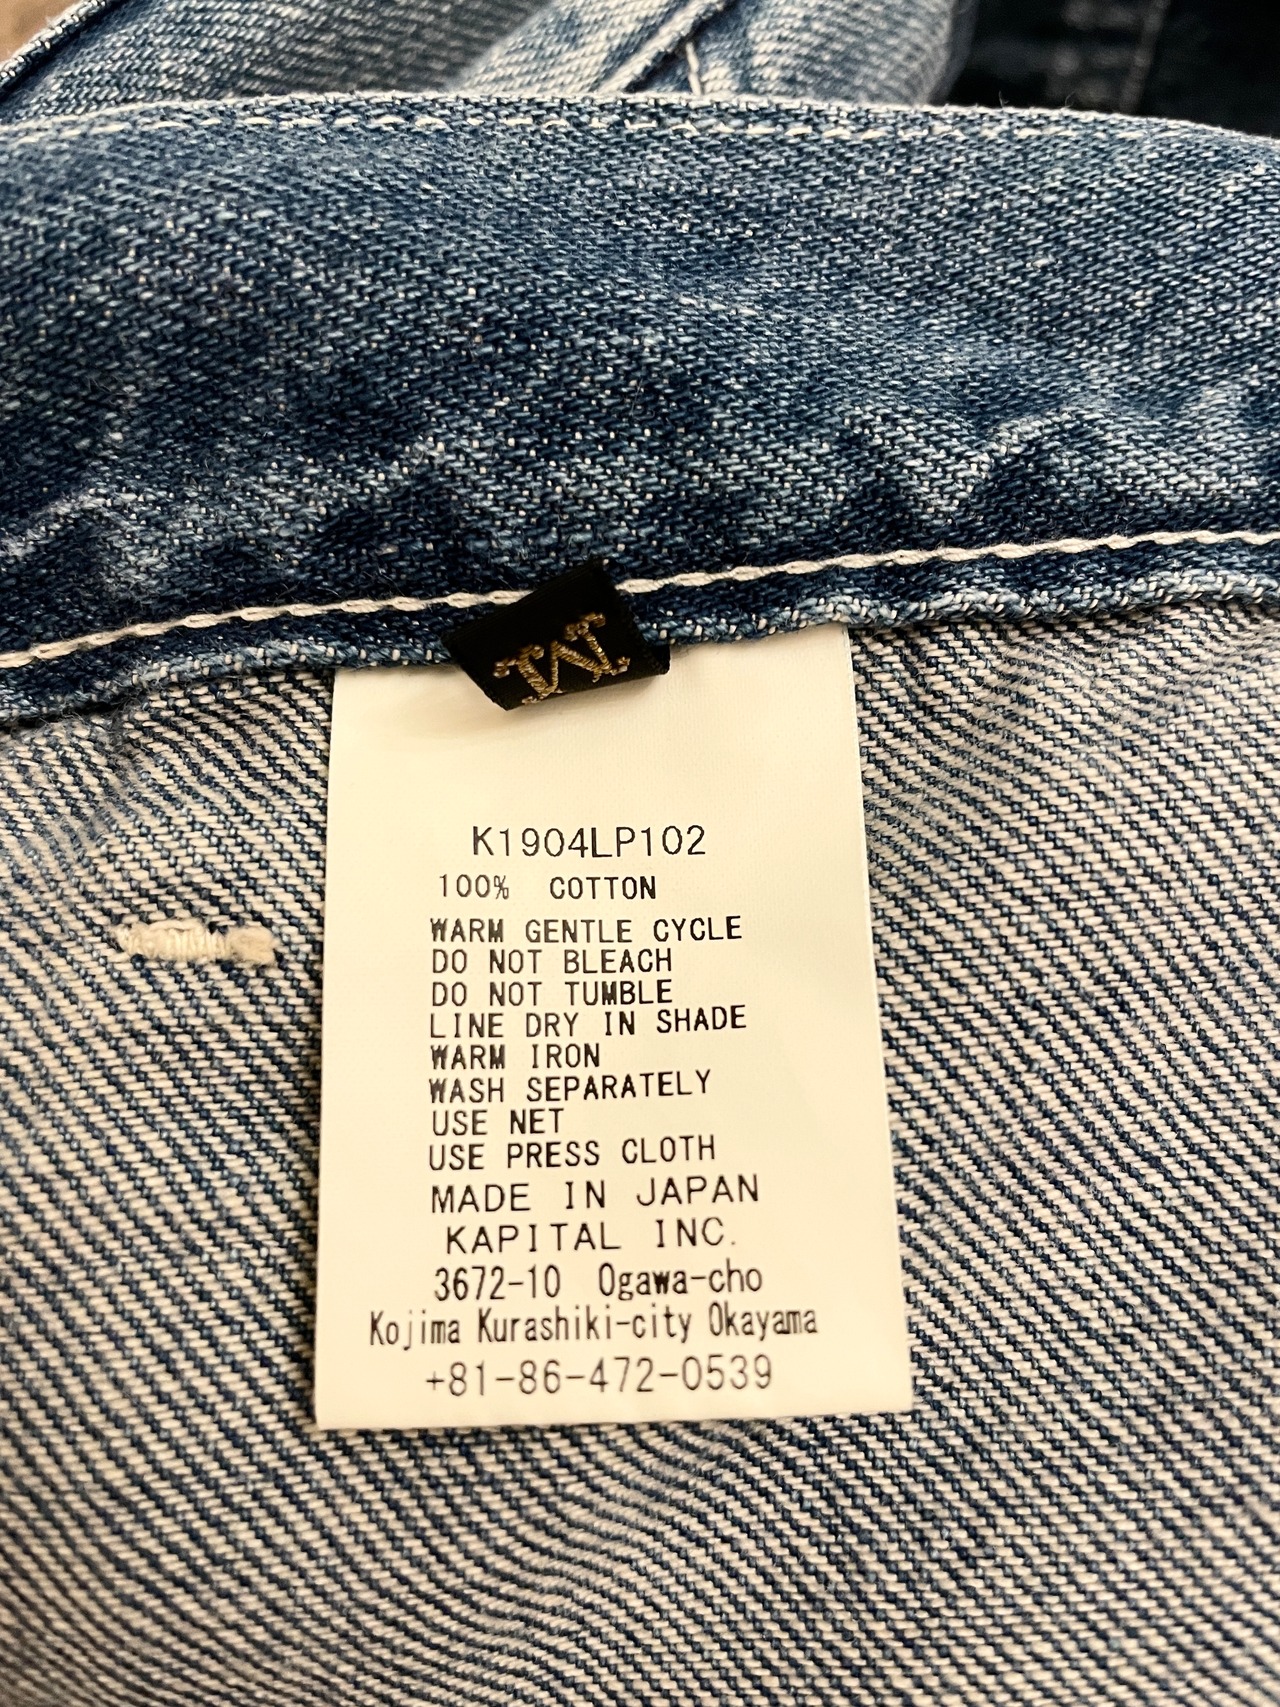 K1904LP102
100% COTTON
WARM GENTLE CYCLE
DO NOT BLEACH
DO NOT TUMBLE
LINE DRY IN SHADE
WARM IRON
WASH SEPARATELY
USE NET
USE PRESS CLOTH
MADE IN JAPAN
KAPITAL INC.
3672-10 Ogawa-cho
Kojima Kurashiki-city Okayama
+81-86-472-0539